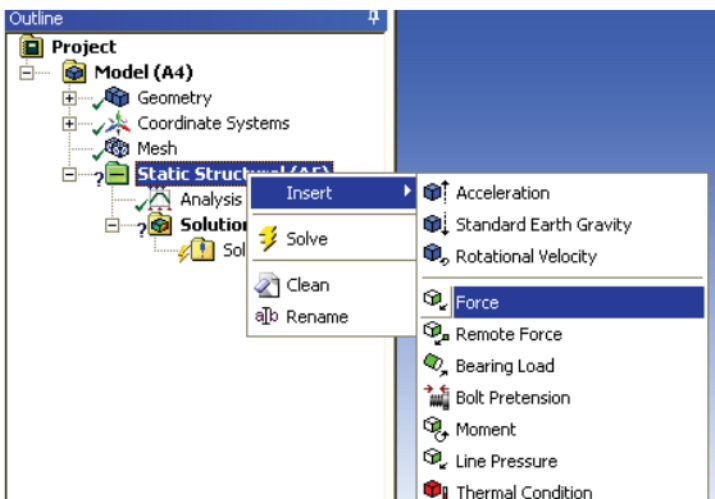 Outline
Project
Model (A4)
Geometry
Coordinate Systems
Mesh
Static Structural (A5)
Analysis
Solution
Sol
Insert
Solve
Clean
Rename
Acceleration
Standard Earth Gravity
Rotational Velocity
Force
Remote Force
Bearing Load
Bolt Pretension
Moment
Line Pressure
Thermal Condition